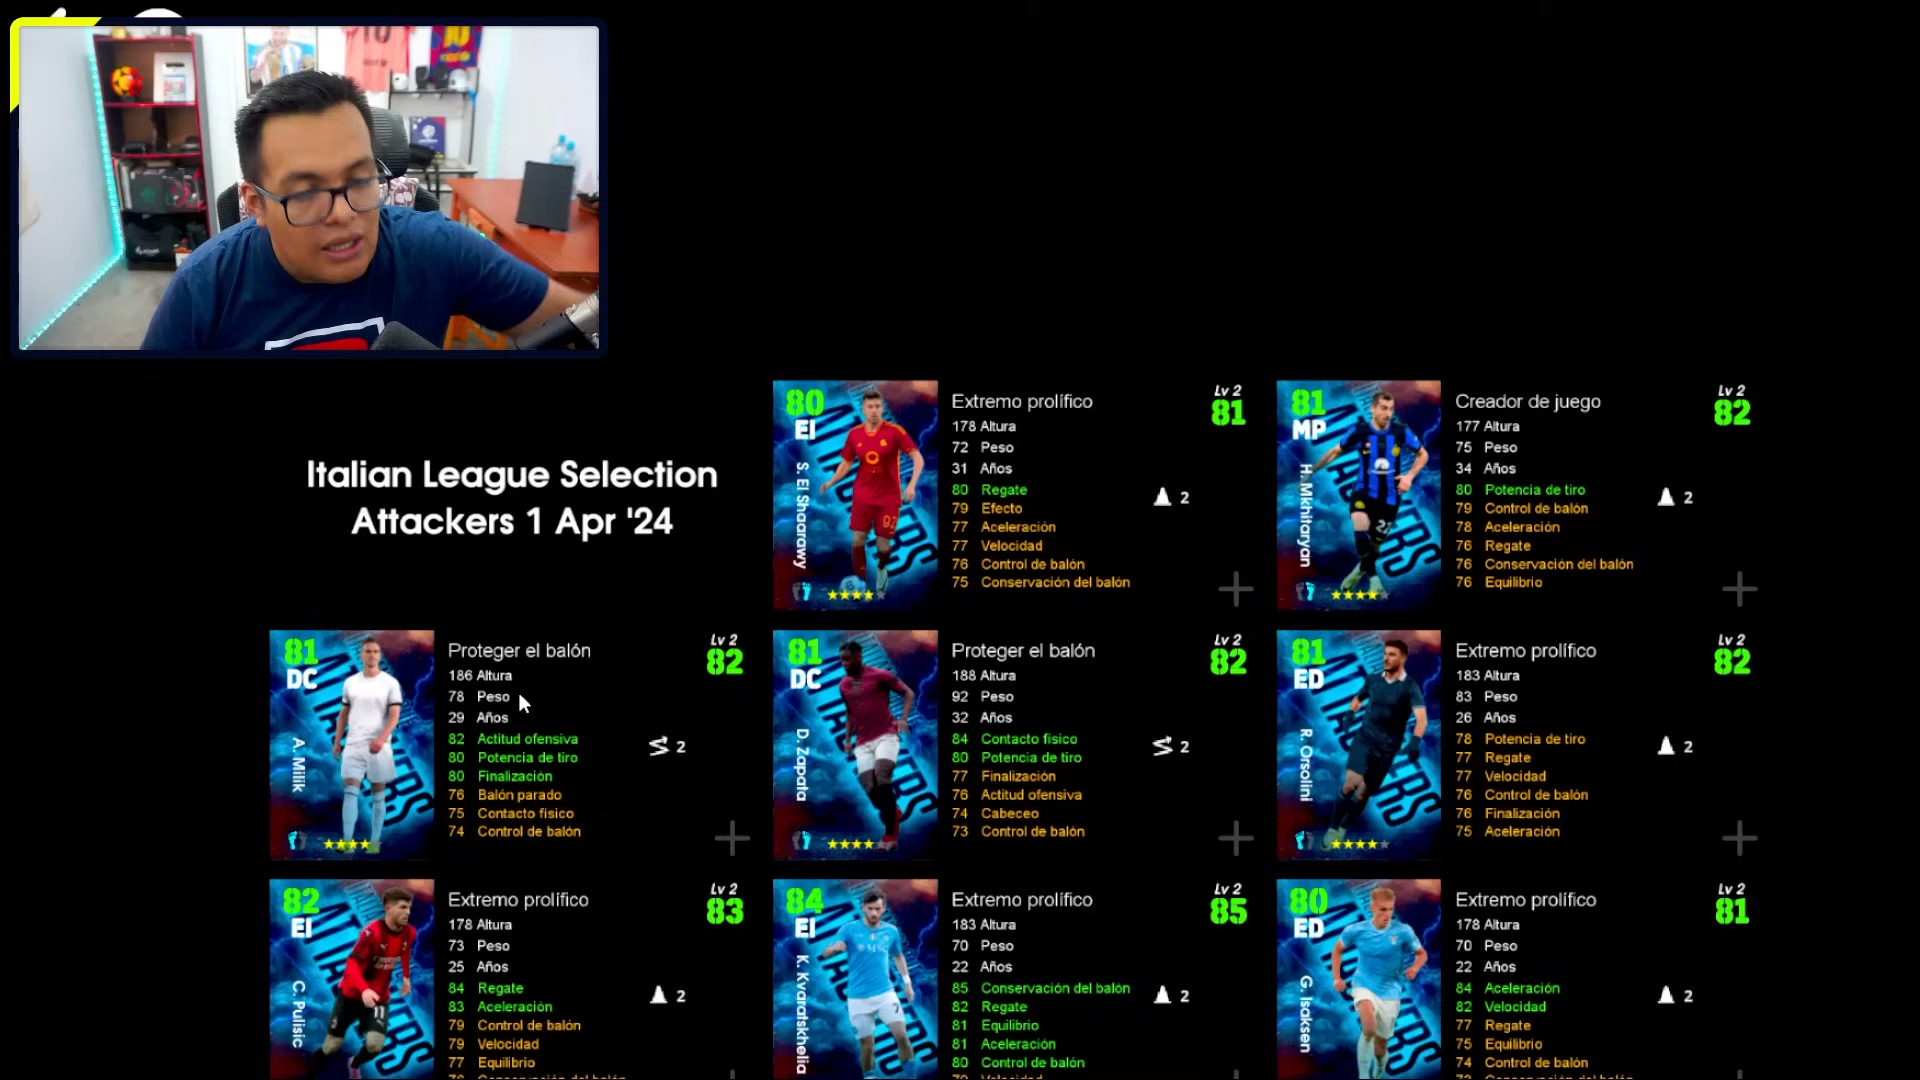 Italian League Selection
Attackers 1 Apr '24
80
EI
S. El Shaarawy
Extremo prolífico
178 Altura
72 Peso
31 Años
80 Regate
79 Efecto
77 Aceleración
77 Velocidad
76 Control de balón
75 Conservación del balón
2
Lv 2
81
81
MP
H. Mkhitaryan
Creador de juego
177 Altura
75 Peso
34 Años
80 Potencia de tiro
79 Control de balón
78 Aceleración
76 Regate
76 Conservación del balón
76 Equilibrio
2
Lv 2
82
81
DC
A. Milik
Proteger el balón
186 Altura
78 Peso
29 Años
82 Actitud ofensiva
80 Potencia de tiro
80 Finalización
76 Balón parado
75 Contacto físico
74 Control de balón
2
Lv 2
82
81
DC
D. Zapata
Proteger el balón
188 Altura
92 Peso
32 Años
84 Contacto físico
80 Potencia de tiro
77 Finalización
76 Actitud ofensiva
74 Cabeceo
73 Control de balón
2
Lv 2
82
81
ED
R. Orsolini
Extremo prolífico
183 Altura
83 Peso
26 Años
78 Potencia de tiro
77 Regate
77 Velocidad
76 Control de balón
76 Finalización
75 Aceleración
2
Lv 2
82
82
EI
C. Pulisic
Extremo prolífico
178 Altura
73 Peso
25 Años
84 Regate
83 Aceleración
79 Control de balón
79 Velocidad
77 Equilibrio
76 Conservación del balón
2
Lv 2
83
84
EI
K. Kvaratskhelia
Extremo prolífico
183 Altura
70 Peso
22 Años
85 Conservación del balón
82 Regate
81 Equilibrio
81 Aceleración
80 Control de balón
79 Velocidad
2
Lv 2
85
80
ED
G. Isaksen
Extremo prolífico
178 Altura
70 Peso
22 Años
84 Aceleración
82 Velocidad
77 Regate
75 Equilibrio
74 Control de balón
73 Conservación del balón
2
Lv 2
81